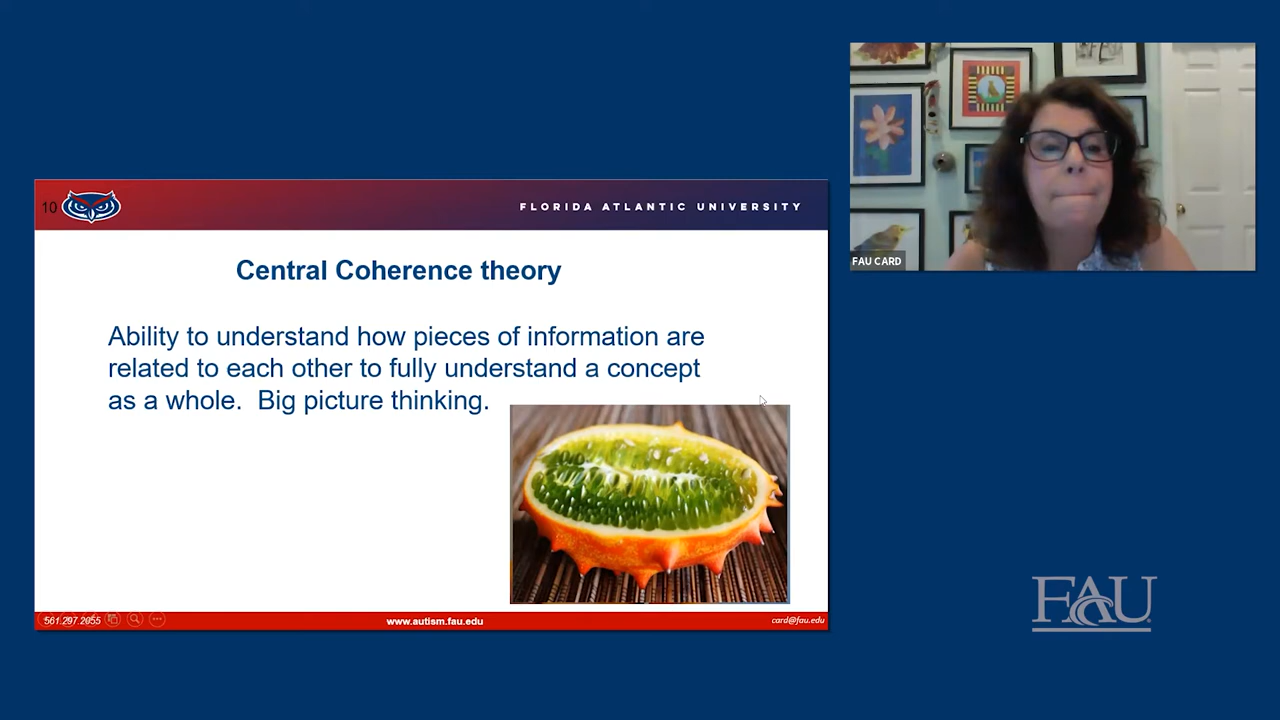 FAU CARD
10
FLORIDA ATLANTIC UNIVERSITY
Central Coherence theory
Ability to understand how pieces of information are
related to each other to fully understand a concept
as a whole. Big picture thinking.
561.297.2055
www.autism.fau.edu
card@fau.edu
FAU